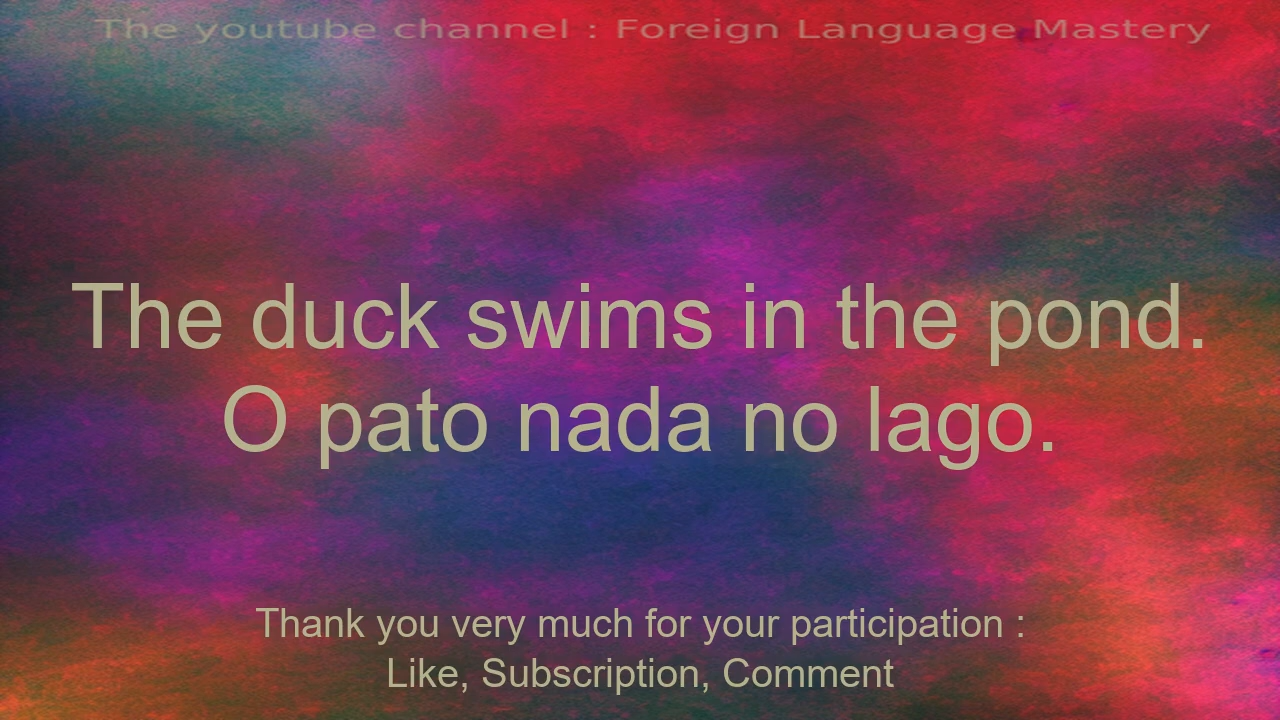 The youtube channel : Foreign Language Mastery
The duck swims in the pond.
O pato nada no lago.
Thank you very much for your participation :
Like, Subscription, Comment